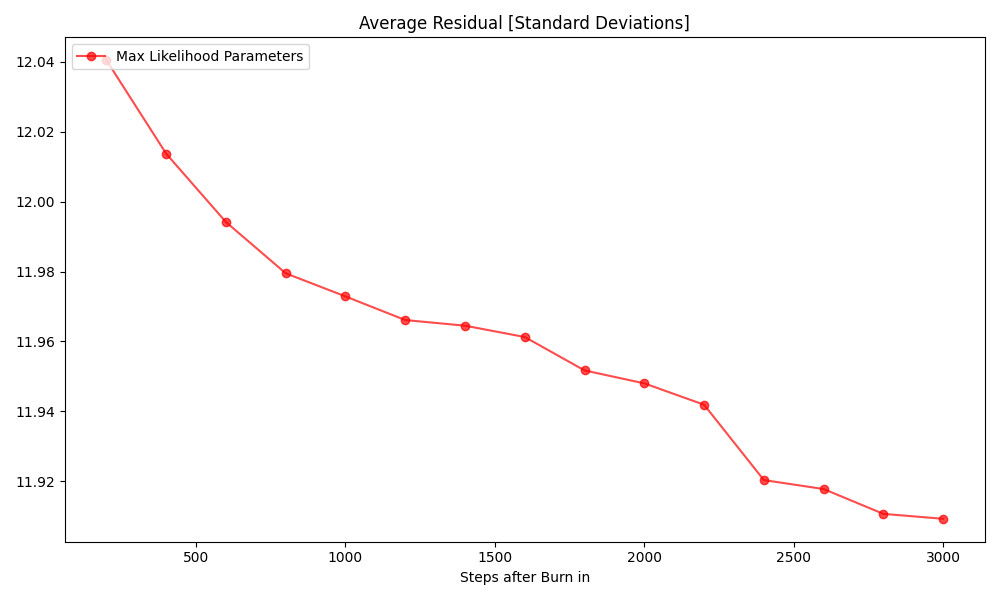 Average Residual [Standard Deviations]
Max Likelihood Parameters
12.04
12.02
12.00
11.98
11.96
11.94
11.92
500 1000 1500 2000 2500 3000
Steps after Burn in